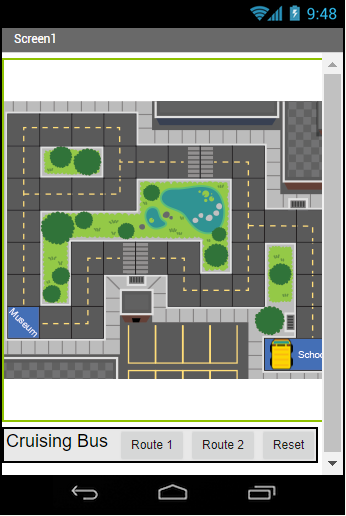 9:48
Screen1
Museum
Schoo
Cruising Bus
Route 1
Route 2
Reset